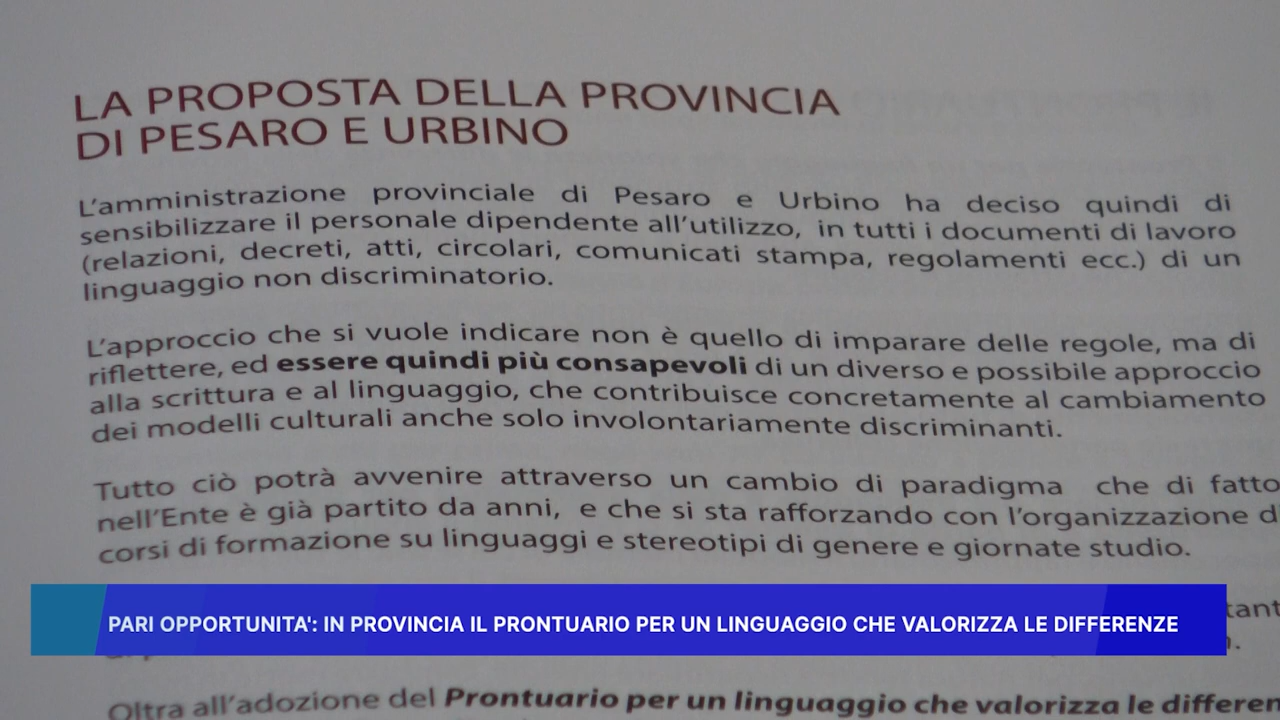 LA PROPOSTA DELLA PROVINCIA
DI PESARO E URBINO
L'amministrazione provinciale di Pesaro e Urbino ha deciso quindi di
sensibilizzare il personale dipendente all'utilizzo, in tutti i documenti di lavoro
(relazioni, decreti, atti, circolari, comunicati stampa, regolamenti ecc.) di un
linguaggio non discriminatorio.
L'approccio che si vuole indicare non è quello di imparare delle regole, ma di
riflettere, ed essere quindi più consapevoli di un diverso e possibile approccio
alla scrittura e al linguaggio, che contribuisce concretamente al cambiamento
dei modelli culturali anche solo involontariamente discriminanti.
Tutto ciò potrà avvenire attraverso un cambio di paradigma che di fatto
nell'Ente è già partito da anni, e che si sta rafforzando con l'organizzazione d
corsi di formazione su linguaggi e stereotipi di genere e giornate studio.
PARI OPPORTUNITA': IN PROVINCIA IL PRONTUARIO PER UN LINGUAGGIO CHE VALORIZZA LE DIFFERENZE
Oltra all'adozione del Prontuario per un linguaggio che valorizza le differen